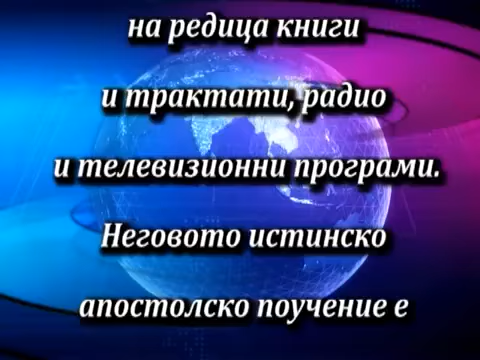 на редица книги
и трактати, радио
и телевизионни програми.
Неговото истинско
апостолско поучение е